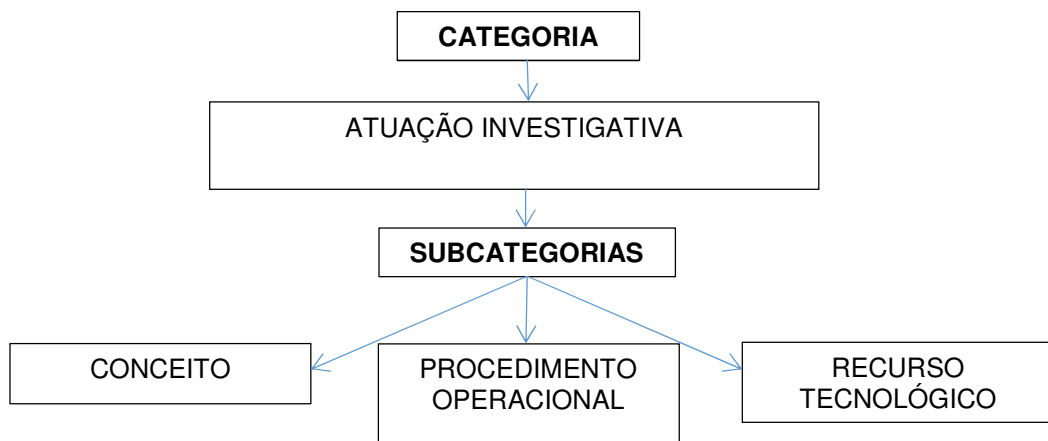 CATEGORIA
ATUAÇÃO INVESTIGATIVA
SUBCATEGORIAS
CONCEITO
PROCEDIMENTO
OPERACIONAL
RECURSO
TECNOLÓGICO